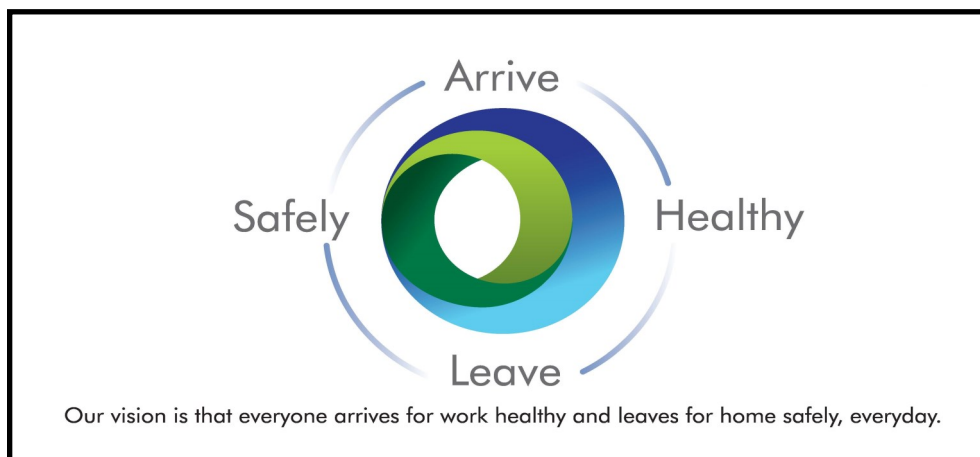 Arrive
Healthy
Leave
Safely
Our vision is that everyone arrives for work healthy and leaves for home safely, everyday.